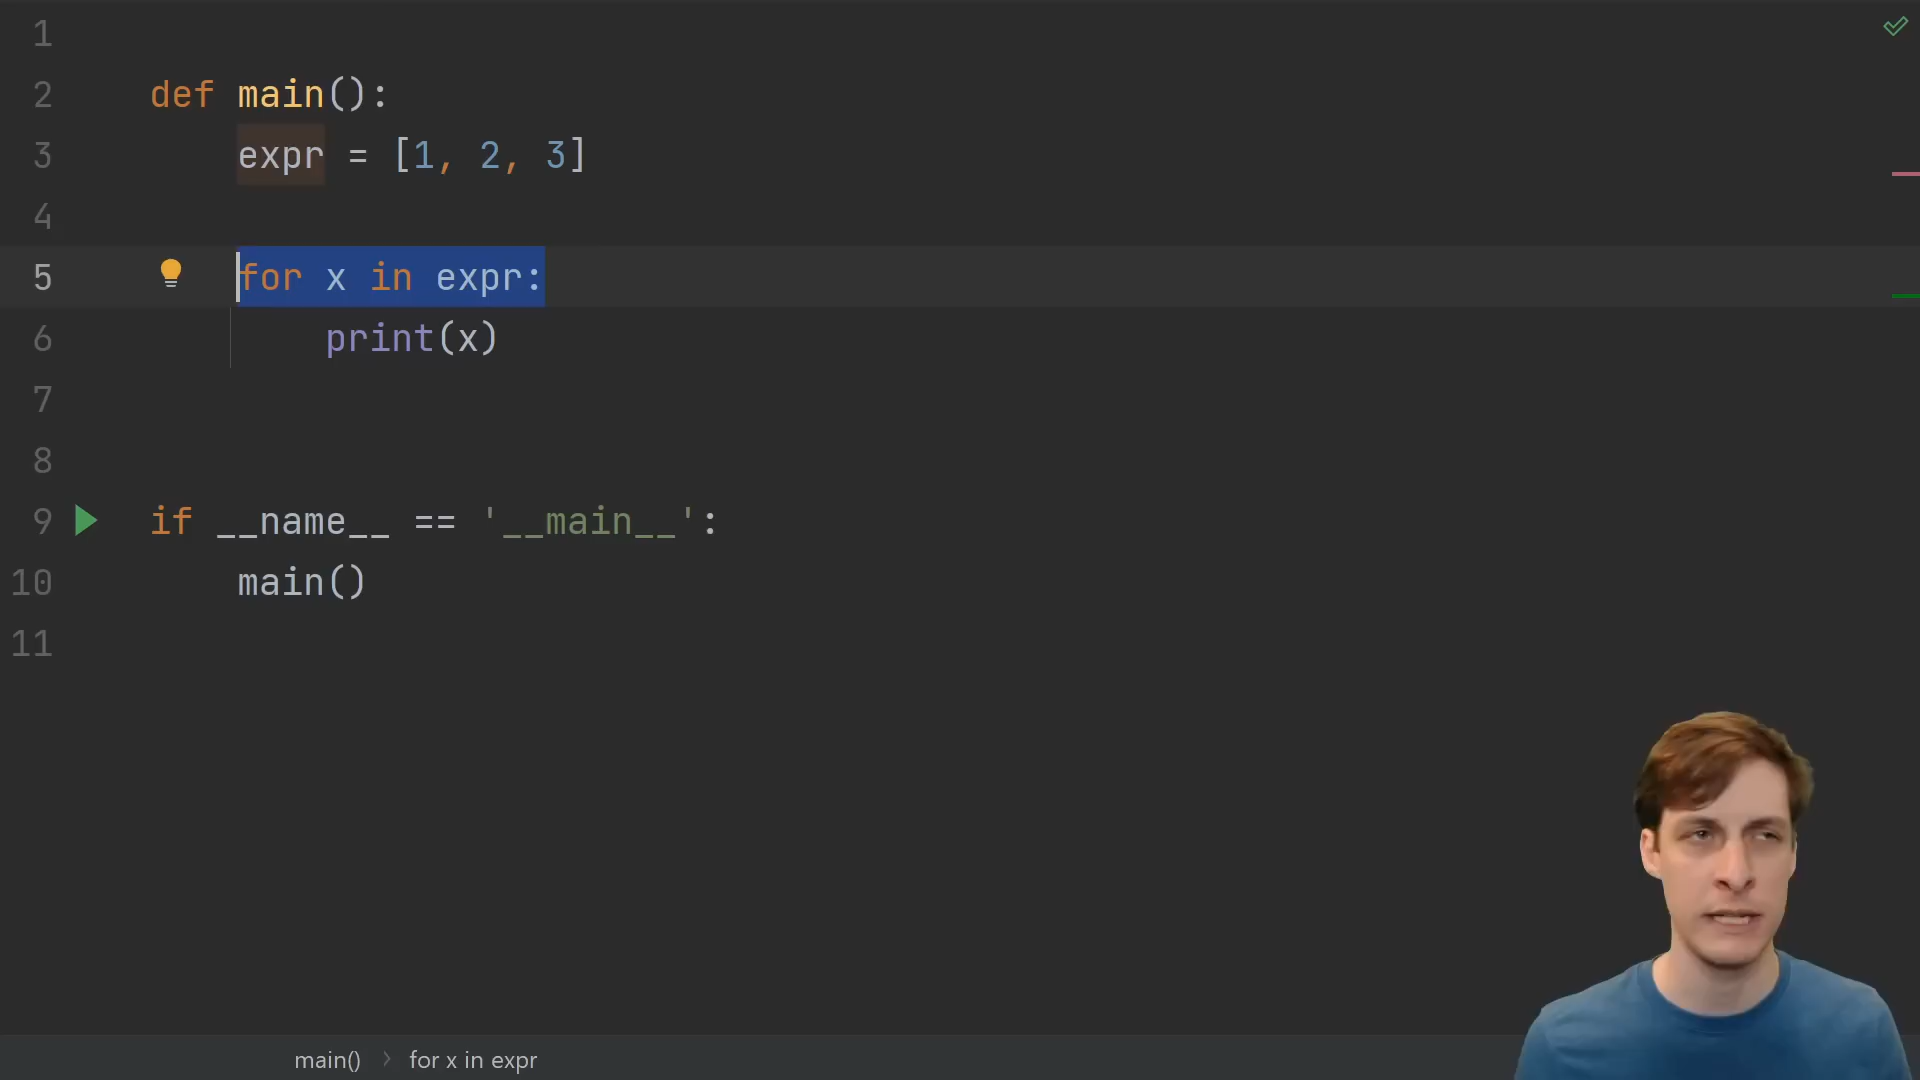 1
2 def main():
3 expr = [1, 2, 3]
4
5 for x in expr:
6 print(x)
7
8
9 if __name__ == '__main__':
10 main()
11
main() > for x in expr